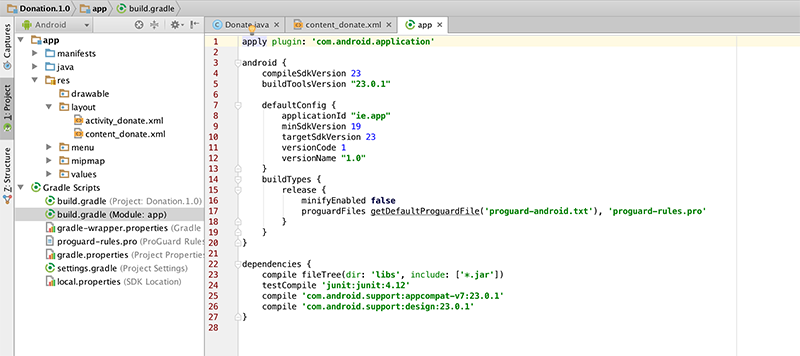 Donation.1.0 app build.gradle
Android
Donate.java content_donate.xml app
Captures
1: Project
Z: Structure
app
manifests
java
res
drawable
layout
activity_donate.xml
content_donate.xml
menu
mipmap
values
Gradle Scripts
build.gradle (Project: Donation.1.0)
build.gradle (Module: app)
gradle-wrapper.properties (Gradle
proguard-rules.pro (ProGuard Rules
gradle.properties (Project Properties
settings.gradle (Project Settings)
local.properties (SDK Location)
1 apply plugin: 'com.android.application'
2
3 android {
4 compileSdkVersion 23
5 buildToolsVersion "23.0.1"
6
7 defaultConfig {
8 applicationId "ie.app"
9 minSdkVersion 19
10 targetSdkVersion 23
11 versionCode 1
12 versionName "1.0"
13 }
14 buildTypes {
15 release {
16 minifyEnabled false
17 proguardFiles getDefaultProguardFile('proguard-android.txt'), 'proguard-rules.pro'
18 }
19 }
20 }
21
22 dependencies {
23 compile fileTree(dir: 'libs', include: ['*.jar'])
24 testCompile 'junit:junit:4.12'
25 compile 'com.android.support:appcompat-v7:23.0.1'
26 compile 'com.android.support:design:23.0.1'
27 }
28